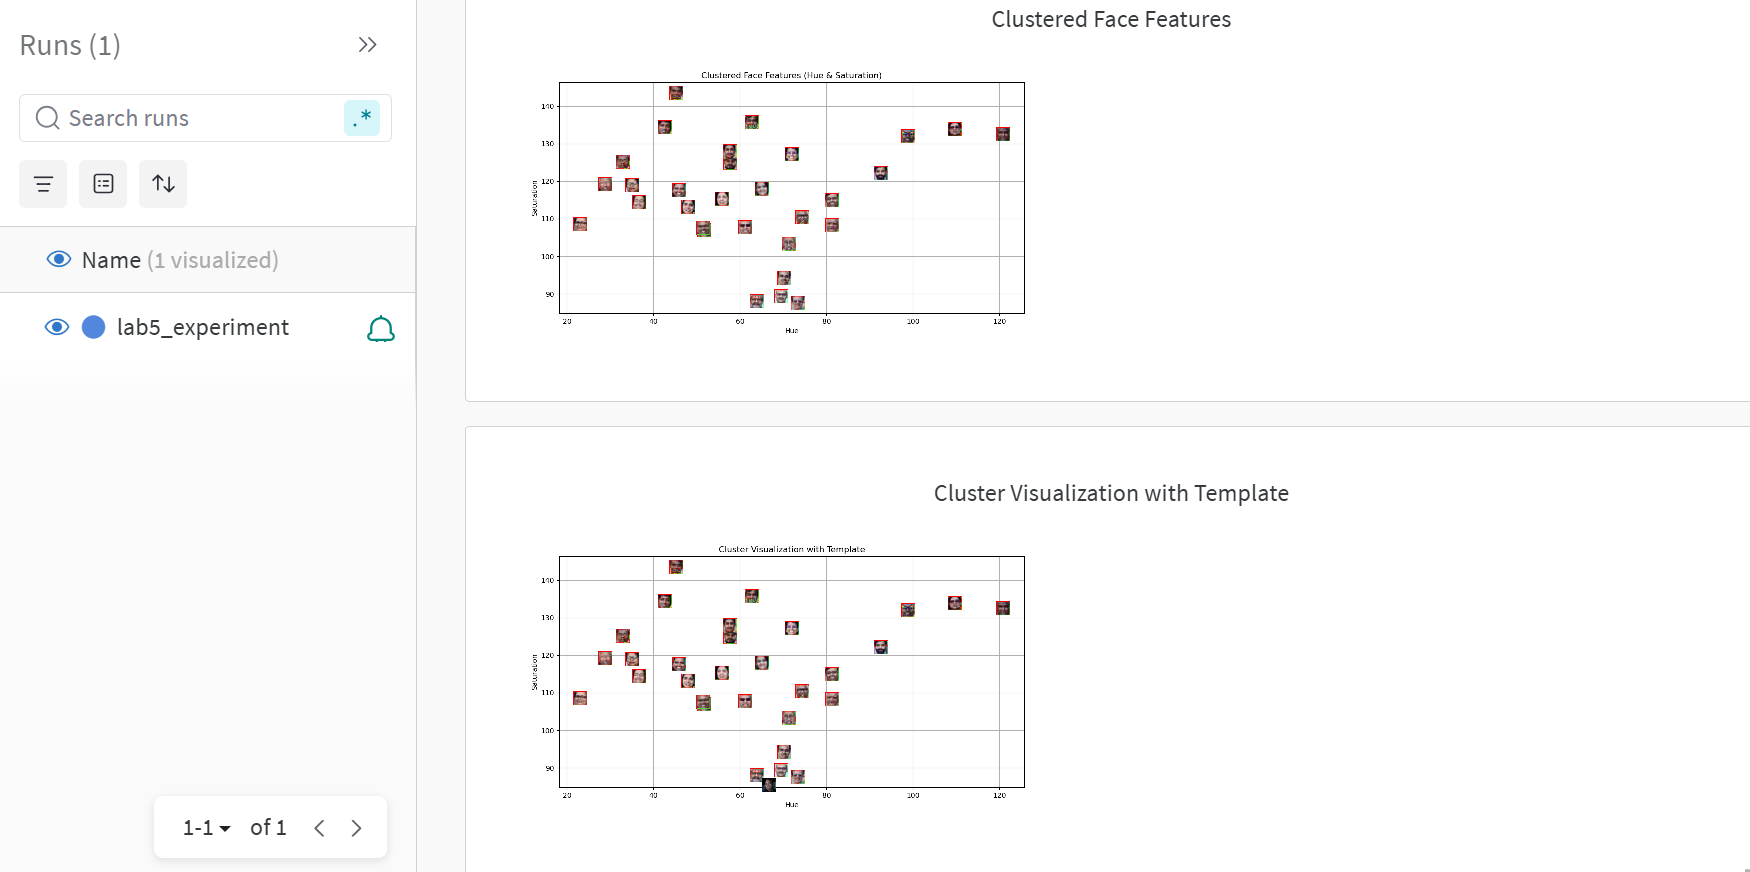 Runs (1)
Search runs
.*
Name (1 visualized)
lab5_experiment
1-1 of 1
Clustered Face Features
Clustered Face Features (Hue & Saturation)
140
130
120
110
100
90
Saturation
20 40 60 80 100 120
Hue
Cluster Visualization with Template
Cluster Visualization with Template
140
130
120
110
100
90
Saturation
20 40 60 80 100 120
Hue